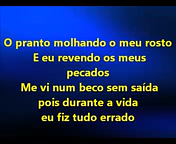 O pranto molhando o meu rosto
E eu revendo os meus
pecados
Me vi num beco sem saída
pois durante a vida
eu fiz tudo errado